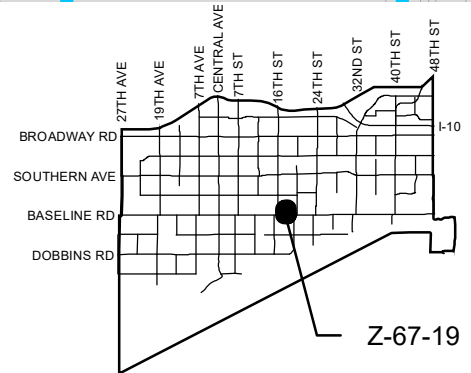 27TH AVE
19TH AVE
7TH AVE
CENTRAL AVE
7TH ST
16TH ST
24TH ST
32ND ST
40TH ST
48TH ST
I-10
BROADWAY RD
SOUTHERN AVE
BASELINE RD
DOBBINS RD
Z-67-19